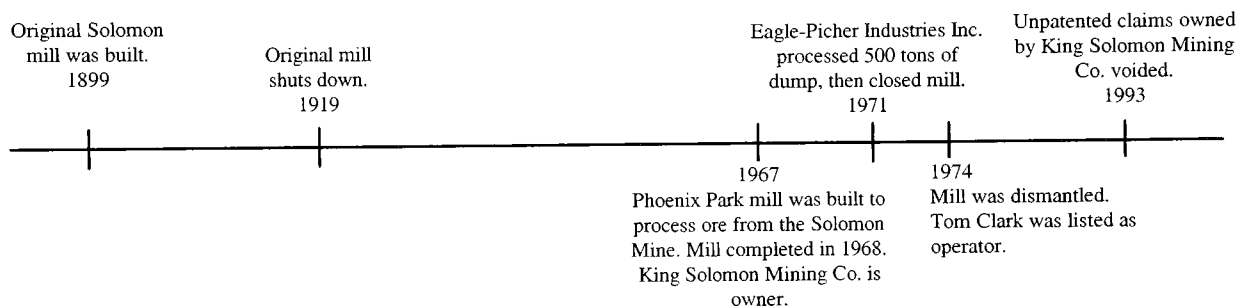 Original Solomon
mill was built.
1899
Original mill
shuts down.
1919
Eagle-Picher Industries Inc.
processed 500 tons of
dump, then closed mill.
1971
Unpatented claims owned
by King Solomon Mining
Co. voided.
1993
1967
Phoenix Park mill was built to
process ore from the Solomon
Mine. Mill completed in 1968.
King Solomon Mining Co. is
owner.
1974
Mill was dismantled.
Tom Clark was listed as
operator.